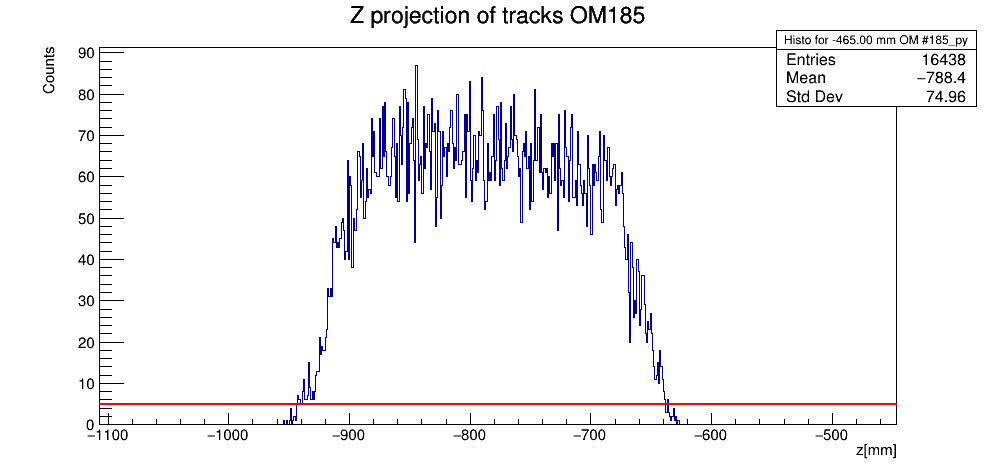 Z projection of tracks OM185
Histo for -465.00 mm OM #185_py
Entries 16438
Mean −788.4
Std Dev 74.96
Counts
90
80
70
60
50
40
30
20
10
0
−1100 −1000 −900 −800 −700 −600 −500
z[mm]